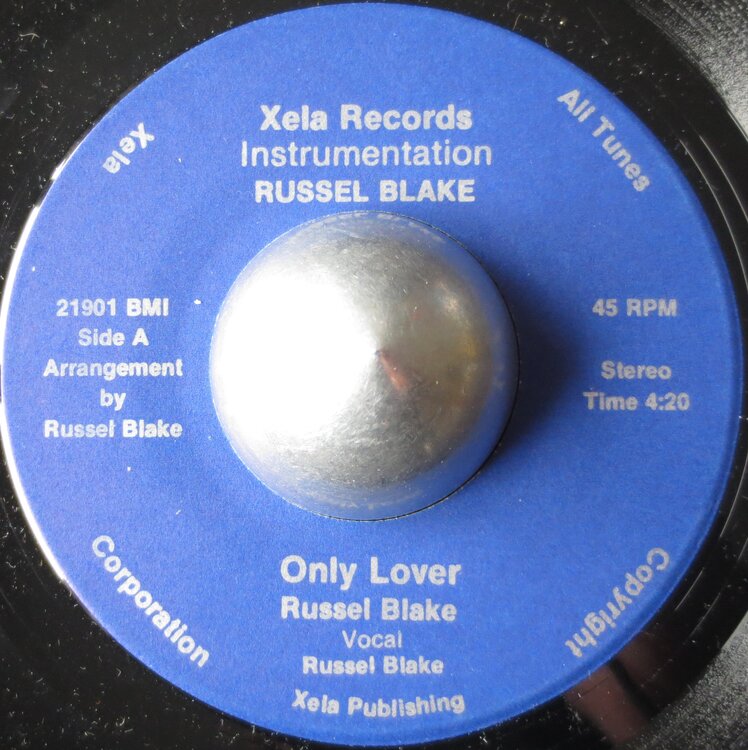 Xela Records
Instrumentation
RUSSEL BLAKE
Xela
All Tunes
21901 BMI
Side A
Arrangement
by
Russel Blake
45 RPM
Stereo
Time 4:20
Only Lover
Russel Blake
Vocal
Russel Blake
Corporation
Xela Publishing
Copyright